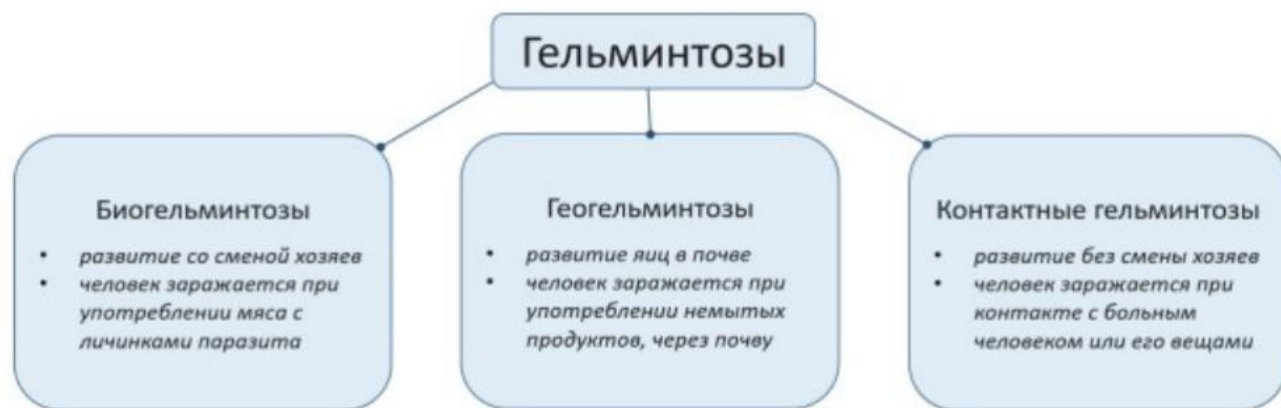 Гельминтозы
Биогельминтозы
• развитие со сменой хозяев
• человек заражается при
употреблении мяса с
личинками паразита
Геогельминтозы
• развитие яиц в почве
• человек заражается при
употреблении немытых
продуктов, через почву
Контактные гельминтозы
• развитие без смены хозяев
• человек заражается при
контакте с больным
человеком или его вещами